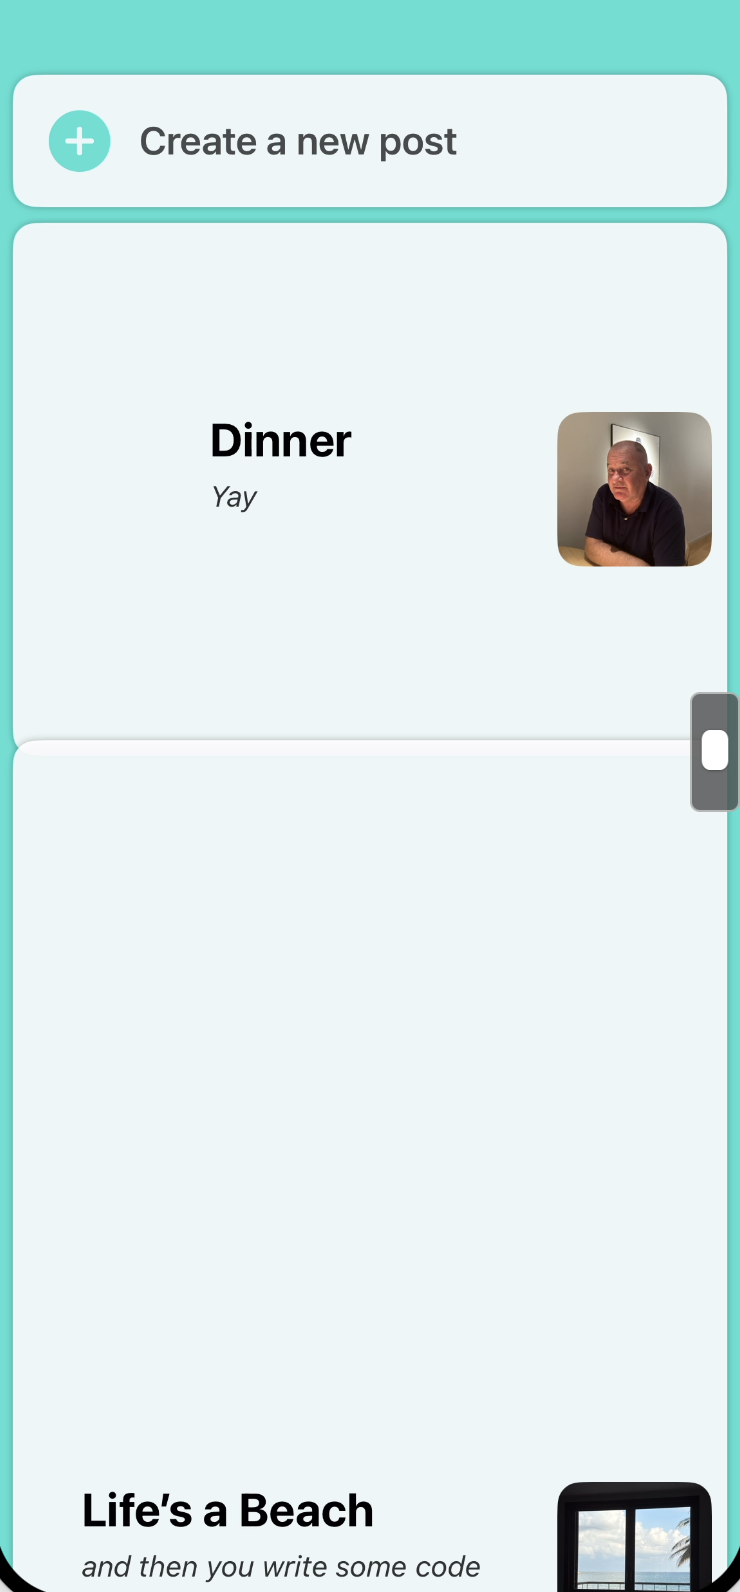 Create a new post
Dinner
Yay
Life’s a Beach
and then you write some code